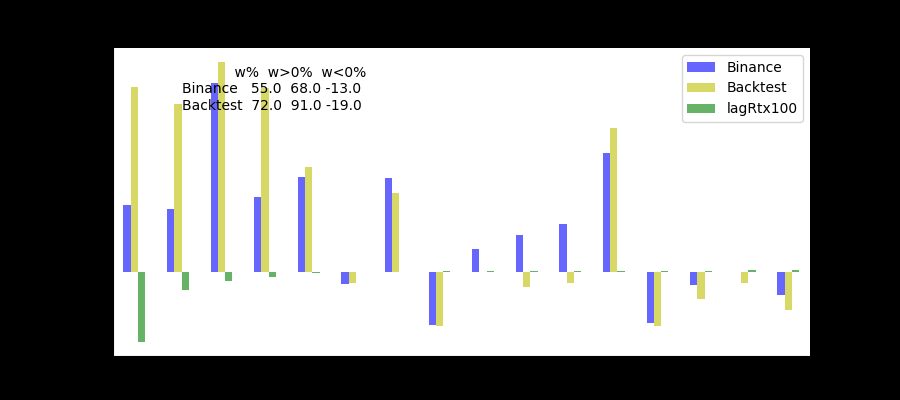 w%  w>0%  w<0%
Binance   55.0  68.0 -13.0
Backtest  72.0  91.0 -19.0
Binance
Backtest
lagRtx100